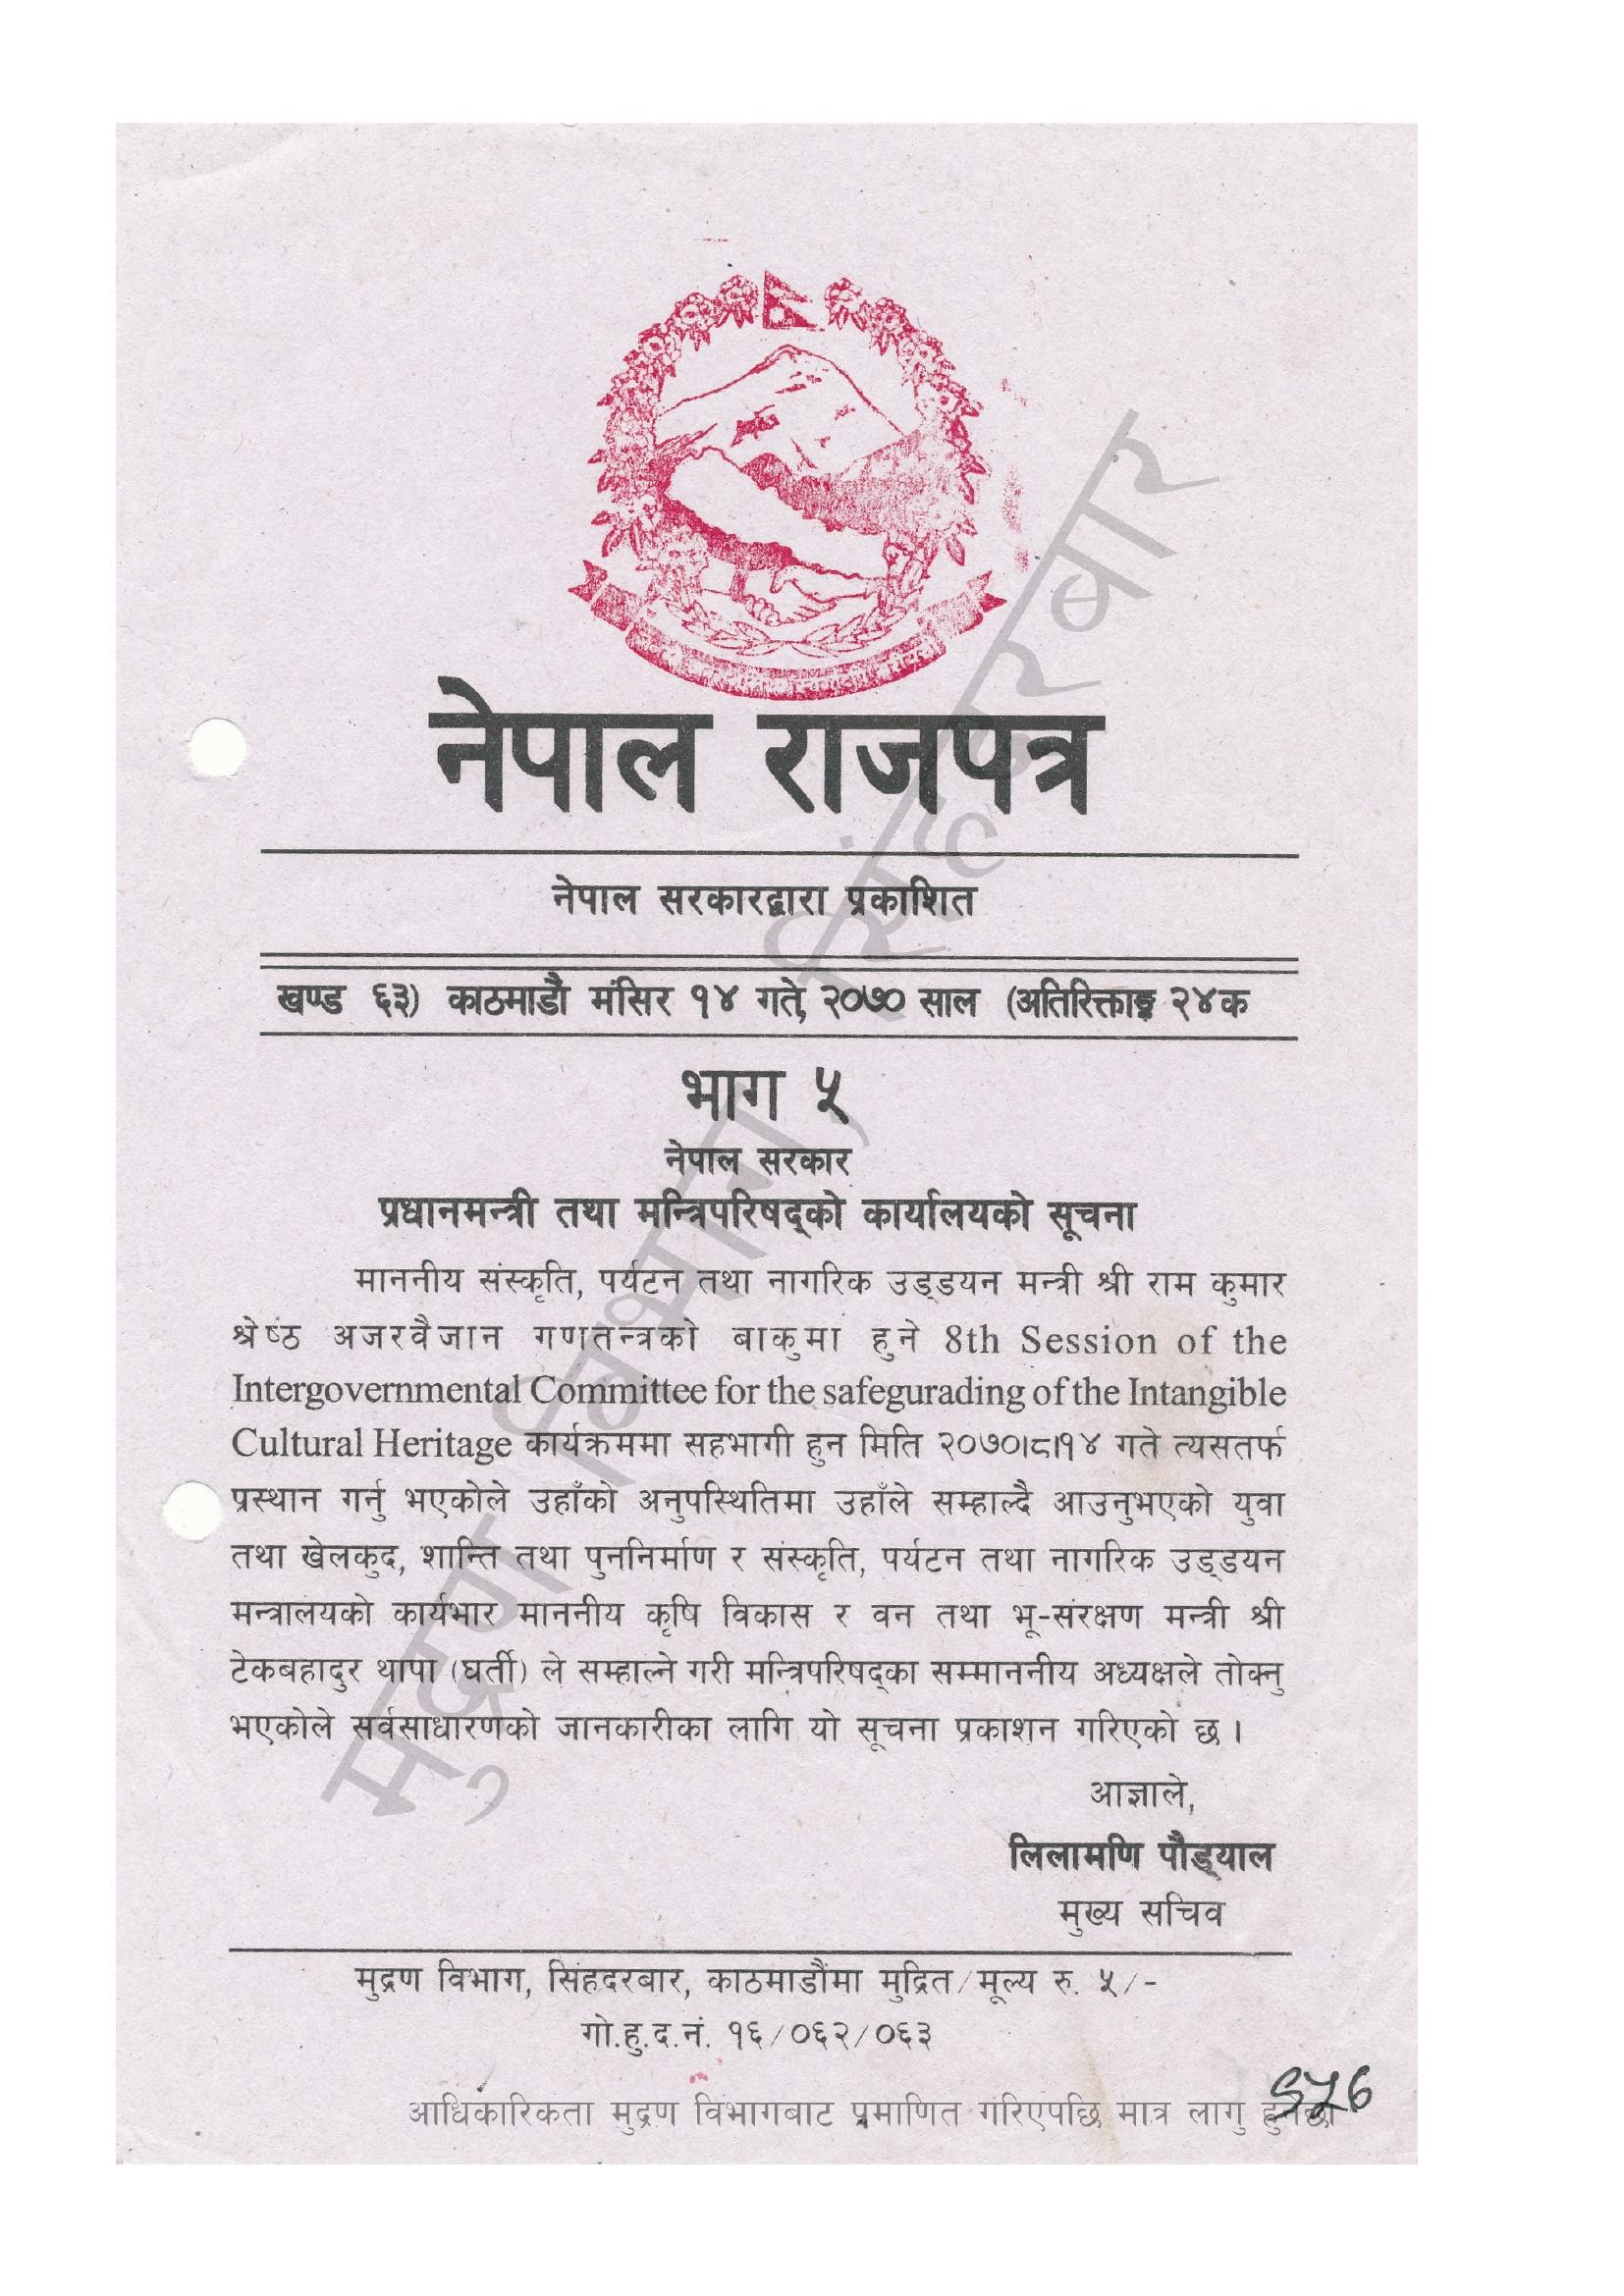 नेपाल राजपत्र
नेपाल सरकारद्वारा प्रकाशित
खण्ड ६३) काठमाडौं मंसिर १४ गते, २०७० साल (अतिरिक्ताङ्क २४क
भाग ५
नेपाल सरकार
प्रधानमन्त्री तथा मन्त्रिपरिषद्को कार्यालयको सूचना
माननीय संस्कृति, पर्यटन तथा नागरिक उड्डयन मन्त्री श्री राम कुमार
श्रेष्ठ अजरवैजान गणतन्त्रको बाकुमा हुने 8th Session of the
Intergovernmental Committee for the safegurading of the Intangible
Cultural Heritage कार्यक्रममा सहभागी हुन मिति २०७०।८।१४ गते त्यसतर्फ
प्रस्थान गर्नु भएकोले उहाँको अनुपस्थितिमा उहाँले सम्हाल्दै आउनुभएको युवा
तथा खेलकुद, शान्ति तथा पुननिर्माण र संस्कृति, पर्यटन तथा नागरिक उड्डयन
मन्त्रालयको कार्यभार माननीय कृषि विकास र वन तथा भू-संरक्षण मन्त्री श्री
टेकबहादुर थापा (घर्ती) ले सम्हाल्ने गरी मन्त्रिपरिषद्का सम्माननीय अध्यक्षले तोक्नु
भएकोले सर्वसाधारणको जानकारीका लागि यो सूचना प्रकाशन गरिएको छ ।
आज्ञाले,
लिलामणि पौड्याल
मुख्य सचिव
मुद्रण विभाग, सिंहदरबार, काठमाडौंमा मुद्रित/मूल्य रु. ५/-
गो.हु.द.नं. १६/०६२/०६३
आधिकारिकता मुद्रण विभागबाट प्रमाणित गरिएपछि मात्र लागु हुनेछ।
मुद्रण विभाग, सिंहदरबार